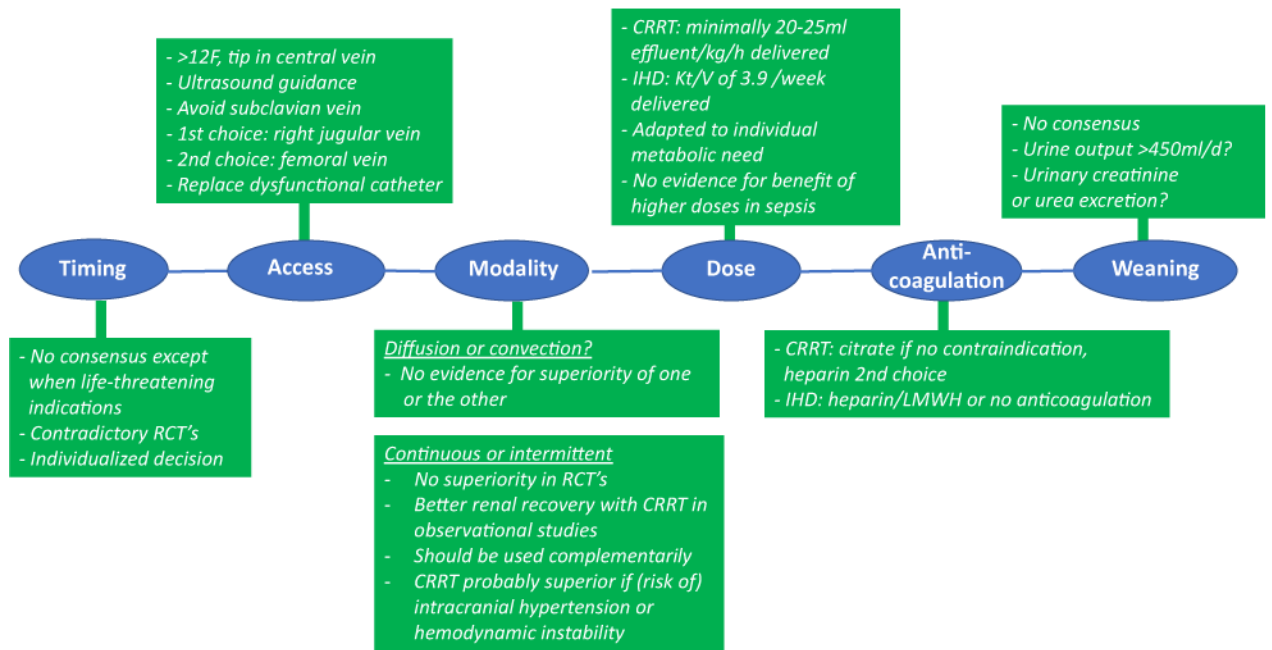 - >12F, tip in central vein
- Ultrasound guidance
- Avoid subclavian vein
- 1st choice: right jugular vein
- 2nd choice: femoral vein
- Replace dysfunctional catheter
- CRRT: minimally 20-25ml
effluent/kg/h delivered
- IHD: Kt/V of 3.9 /week
delivered
- Adapted to individual
metabolic need
- No evidence for benefit of
higher doses in sepsis
- No consensus
- Urine output >450ml/d?
- Urinary creatinine
or urea excretion?
Timing
Access
Modality
Dose
Anti-
coagulation
Weaning
- No consensus except
when life-threatening
indications
- Contradictory RCT's
- Individualized decision
Diffusion or convection?
- No evidence for superiority of one
or the other
Continuous or intermittent
- No superiority in RCT's
- Better renal recovery with CRRT in
observational studies
- Should be used complementarily
- CRRT probably superior if (risk of)
intracranial hypertension or
hemodynamic instability
- CRRT: citrate if no contraindication,
heparin 2nd choice
- IHD: heparin/LMWH or no anticoagulation